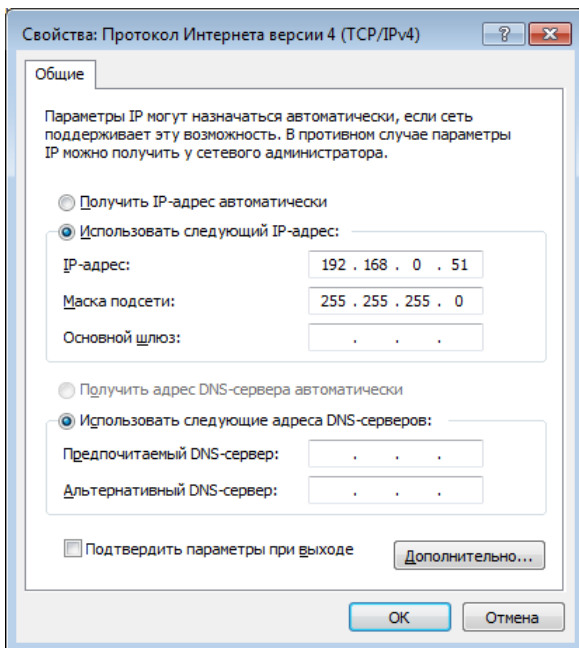 Свойства: Протокол Интернета версии 4 (TCP/IPv4)
Общие
Параметры IP могут назначаться автоматически, если сеть
поддерживает эту возможность. В противном случае параметры
IP можно получить у сетевого администратора.
Получить IP-адрес автоматически
Использовать следующий IP-адрес:
IP-адрес: 192 . 168 . 0 . 51
Маска подсети: 255 . 255 . 255 . 0
Основной шлюз: . . .
Получить адрес DNS-сервера автоматически
Использовать следующие адреса DNS-серверов:
Предпочитаемый DNS-сервер: . . .
Альтернативный DNS-сервер: . . .
Подтвердить параметры при выходе
Дополнительно...
ОК Отмена